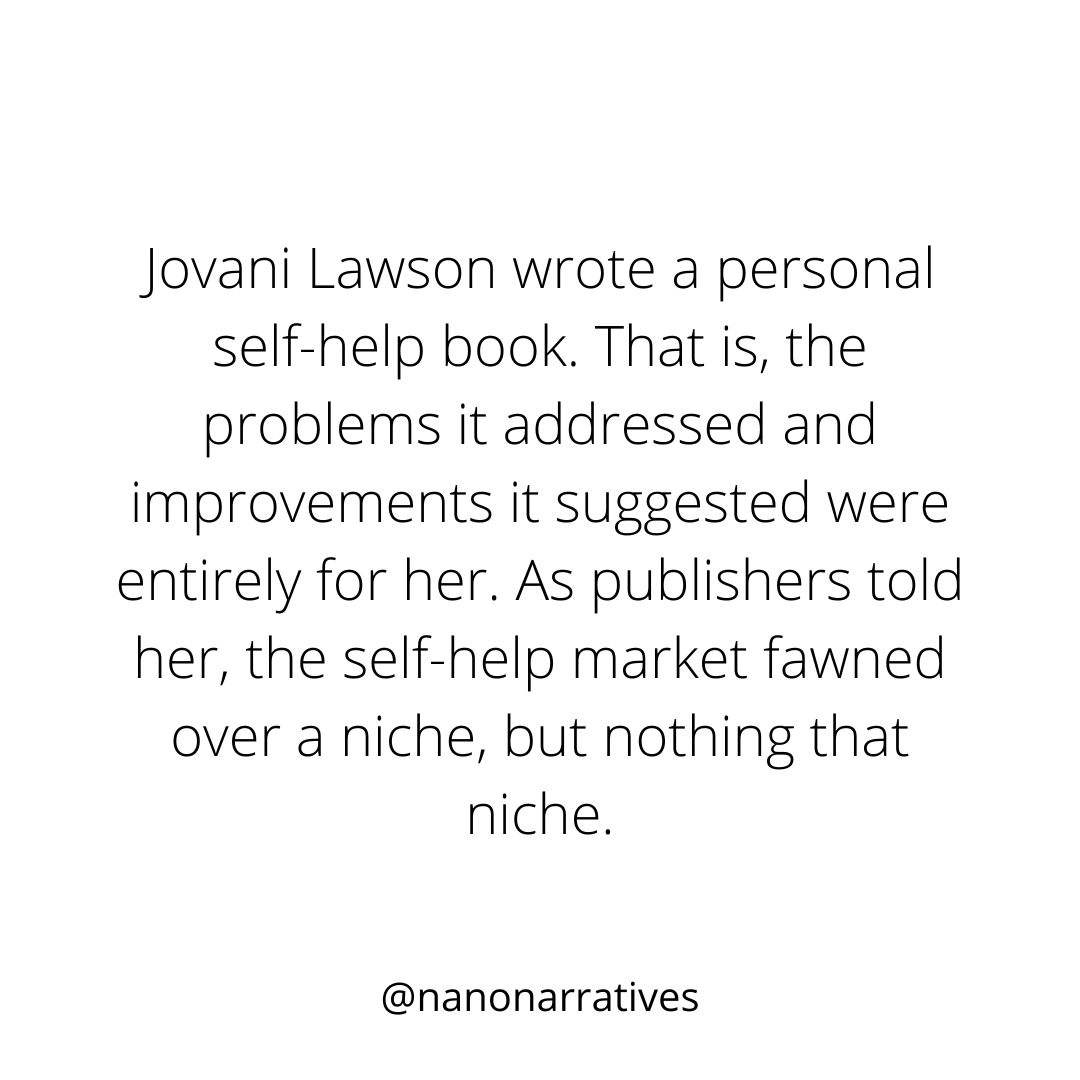 Jovani Lawson wrote a personal
self-help book. That is, the
problems it addressed and
improvements it suggested were
entirely for her. As publishers told
her, the self-help market fawned
over a niche, but nothing that
niche.
@nanonarratives